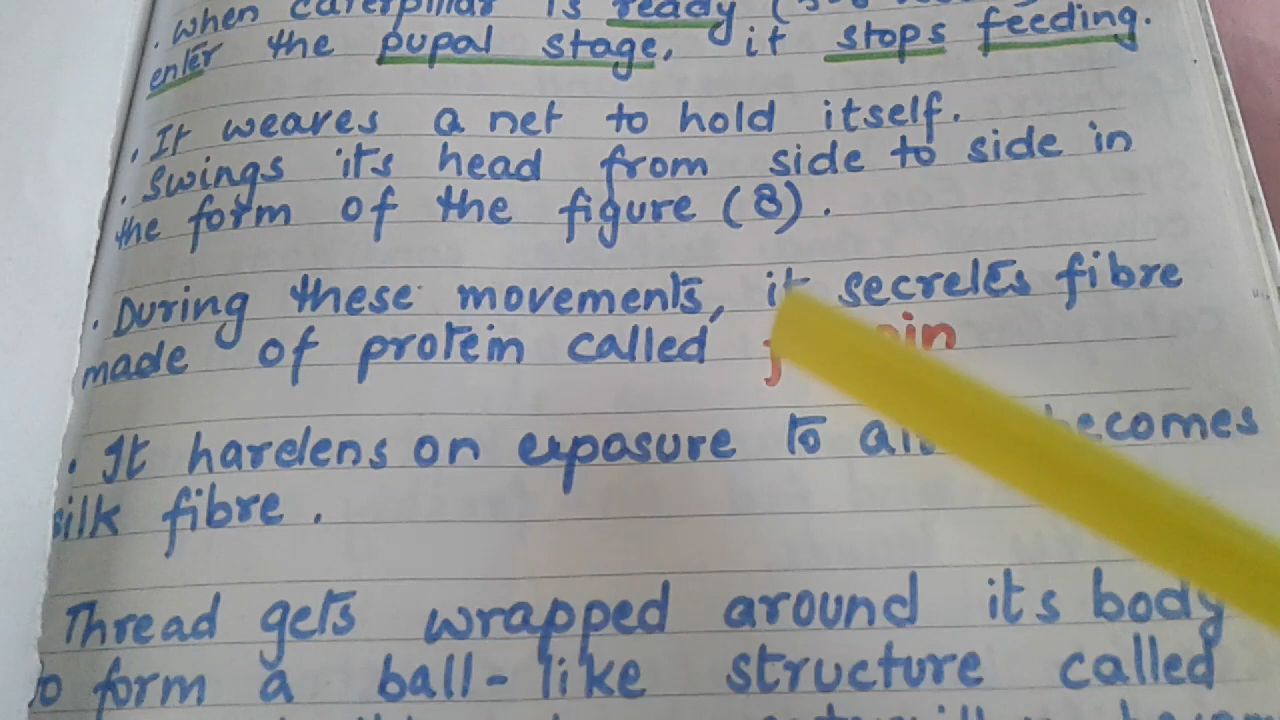 . when caterpillar is ready
enter the pupal stage, it stops feeding.
. It weaves a net to hold itself.
. Swings it's head from side to side in
the form of the figure (8).
. During these movements, it secretes fibre
made of protein called
. It hardens on exposure to becomes
silk fibre.
Thread gets wrapped around its body
to form a ball-like structure called